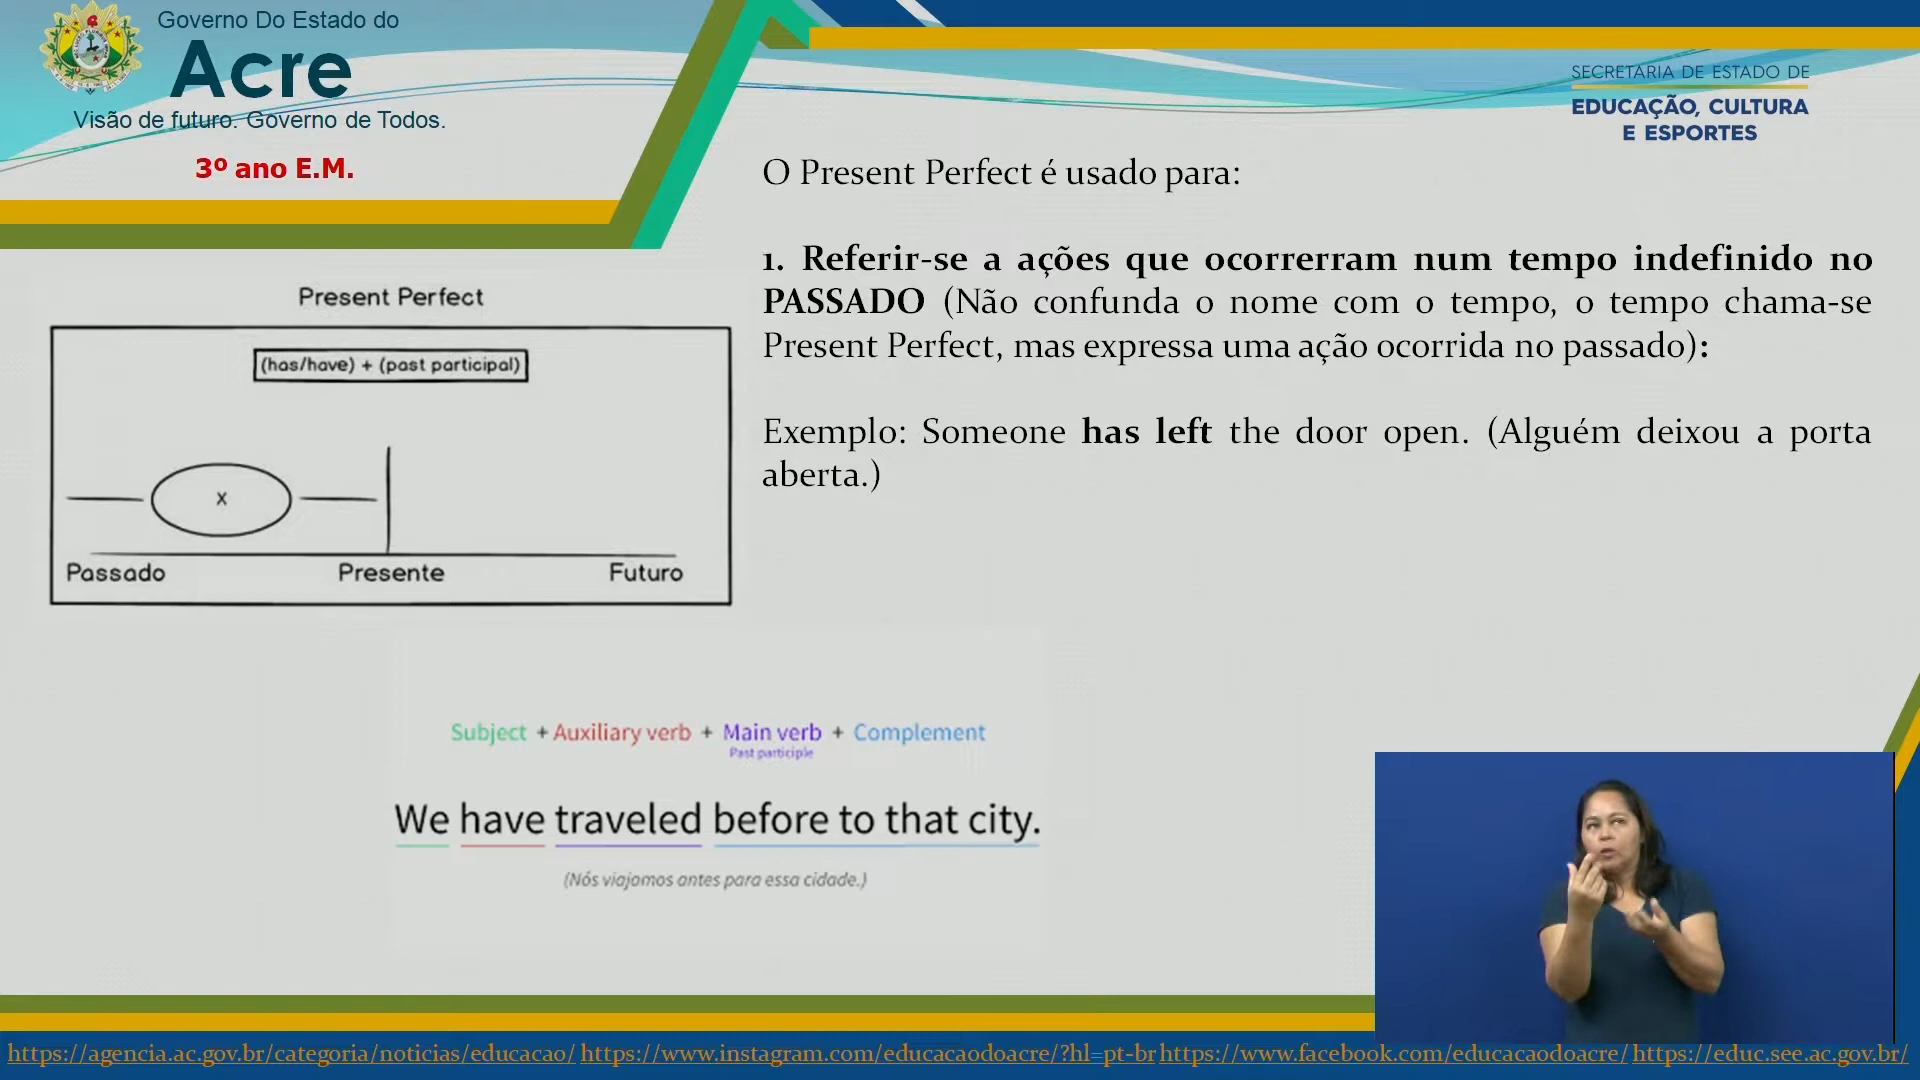 Governo Do Estado do
Acre
Visão de futuro. Governo de Todos.
3º ano E.M.
SECRETARIA DE ESTADO DE
EDUCAÇÃO, CULTURA
E ESPORTES
O Present Perfect é usado para:
1. Referir-se a ações que ocorrerram num tempo indefinido no
PASSADO (Não confunda o nome com o tempo, o tempo chama-se
Present Perfect, mas expressa uma ação ocorrida no passado):
Exemplo: Someone has left the door open. (Alguém deixou a porta
aberta.)
Present Perfect
(has/have) + (past participal)
x
Passado Presente Futuro
Subject + Auxiliary verb + Main verb + Complement
Past participle
We have traveled before to that city.
(Nós viajamos antes para essa cidade.)
https://agencia.ac.gov.br/categoria/noticias/educacao/ https://www.instagram.com/educacaodoacre/?hl=pt-br https://www.facebook.com/educacaodoacre/ https://educ.see.ac.gov.br/